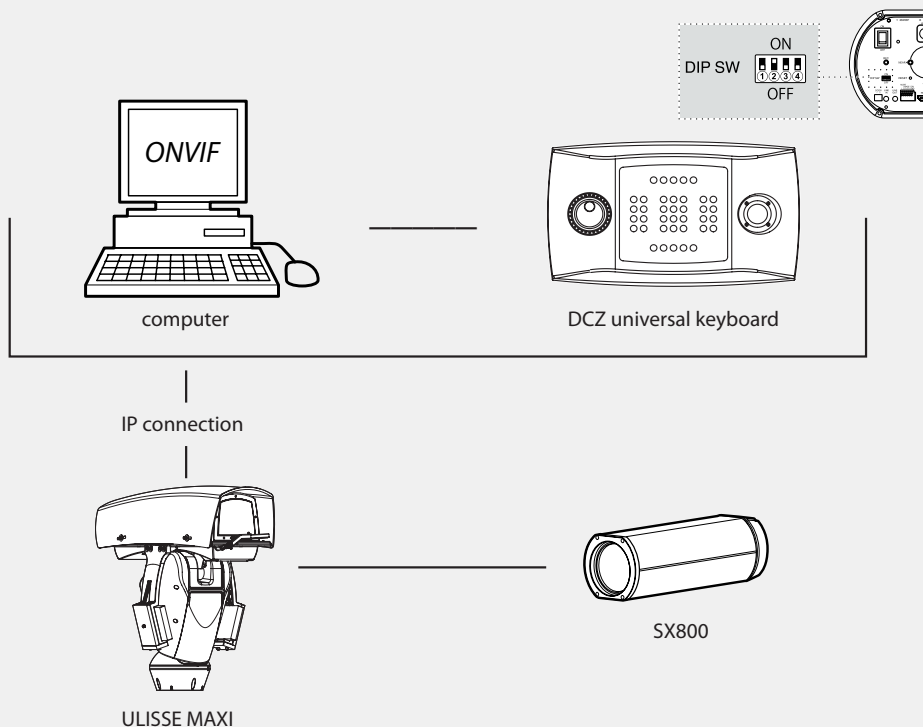 ON
DIP SW
① ② ③ ④
OFF
ONVIF
computer
DCZ universal keyboard
IP connection
SX800
ULISSE MAXI